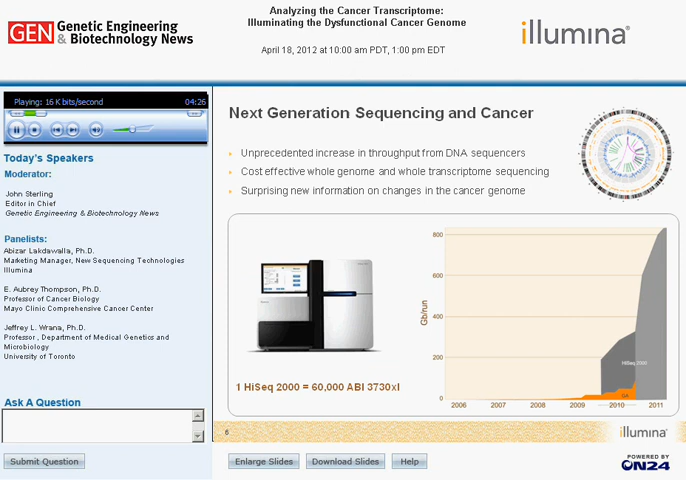 GEN Genetic Engineering
& Biotechnology News
Analyzing the Cancer Transcriptome:
Illuminating the Dysfunctional Cancer Genome
April 18, 2012 at 10:00 am PDT, 1:00 pm EDT
illumina®
Playing: 16 K bits/second 04:26
Today's Speakers
Moderator:
John Sterling
Editor in Chief
Genetic Engineering & Biotechnology News
Panelists:
Abizar Lakdawalla, Ph.D.
Marketing Manager, New Sequencing Technologies
Illumina
E. Aubrey Thompson, Ph.D.
Professor of Cancer Biology
Mayo Clinic Comprehensive Cancer Center
Jeffrey L. Wrana, Ph.D.
Professor , Department of Medical Genetics and
Microbiology
University of Toronto
Ask A Question
Submit Question
Next Generation Sequencing and Cancer
Unprecedented increase in throughput from DNA sequencers
Cost effective whole genome and whole transcriptome sequencing
Surprising new information on changes in the cancer genome
1 HiSeq 2000 = 60,000 ABI 3730xl
Gb/run
800
600
400
200
0
HiSeq 2000
GA
2006 2007 2008 2009 2010 2011
6
illumina®
Enlarge Slides Download Slides Help
POWERED BY
ON24